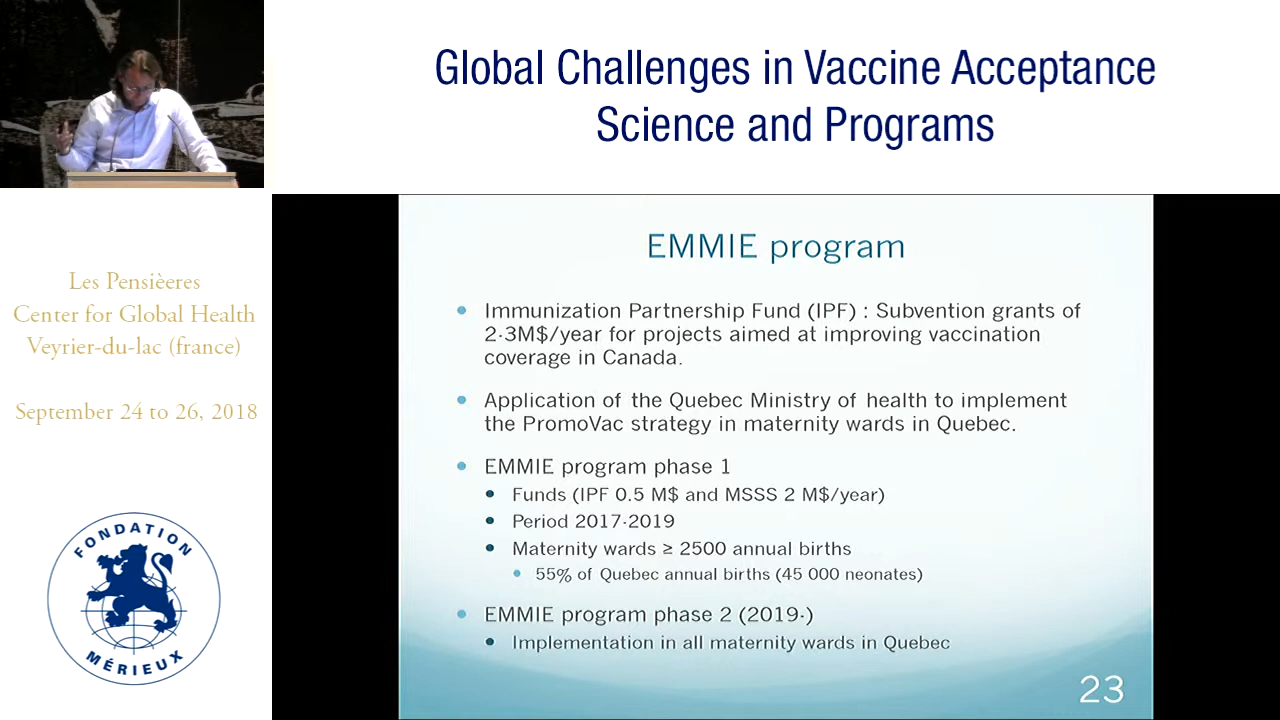 Global Challenges in Vaccine Acceptance
Science and Programs
Les Pensièeres
Center for Global Health
Veyrier-du-lac (france)
September 24 to 26, 2018
FONDATION
MÉRIEUX
EMMIE program
Immunization Partnership Fund (IPF) : Subvention grants of
2-3M$/year for projects aimed at improving vaccination
coverage in Canada.
Application of the Quebec Ministry of health to implement
the PromoVac strategy in maternity wards in Quebec.
EMMIE program phase 1
Funds (IPF 0.5 M$ and MSSS 2 M$/year)
Period 2017-2019
Maternity wards ≥ 2500 annual births
55% of Quebec annual births (45 000 neonates)
EMMIE program phase 2 (2019-)
Implementation in all maternity wards in Quebec
23